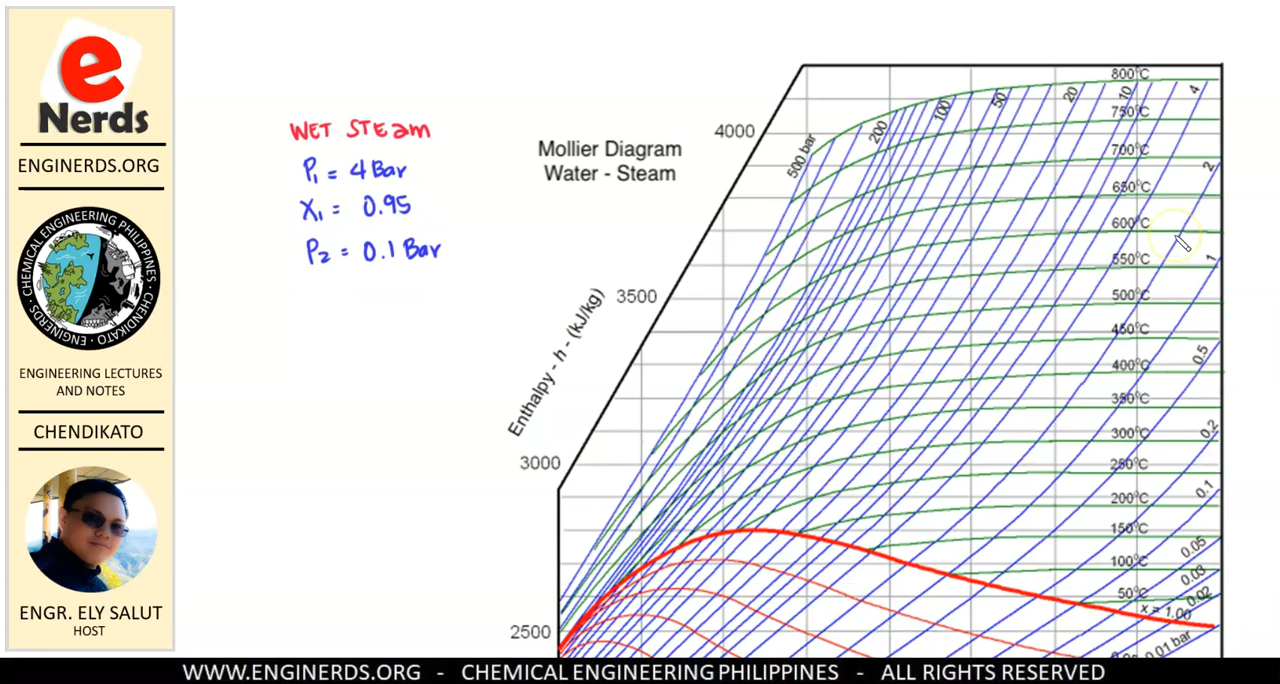 e
Nerds
ENGINERDS.ORG
CHEMICAL ENGINEERING PHILIPPINES
CHENDIKATO · ENGINERDS.ONLINE
ENGINEERING LECTURES
AND NOTES
CHENDIKATO
ENGR. ELY SALUT
HOST
WET STEam
P₁ = 4 Bar
X₁ = 0.95
P₂ = 0.1 Bar
Mollier Diagram
Water - Steam
Enthalpy - h - (kJ/kg)
4000
3500
3000
2500
500 bar
200
100
50
20
10
4
2
1
0.5
0.2
0.1
0.05
0.03
0.02
0.01 bar
800°C
750°C
700°C
650°C
600°C
550°C
500°C
450°C
400°C
350°C
300°C
250°C
200°C
150°C
100°C
50°C
x = 1.00
WWW.ENGINERDS.ORG - CHEMICAL ENGINEERING PHILIPPINES - ALL RIGHTS RESERVED